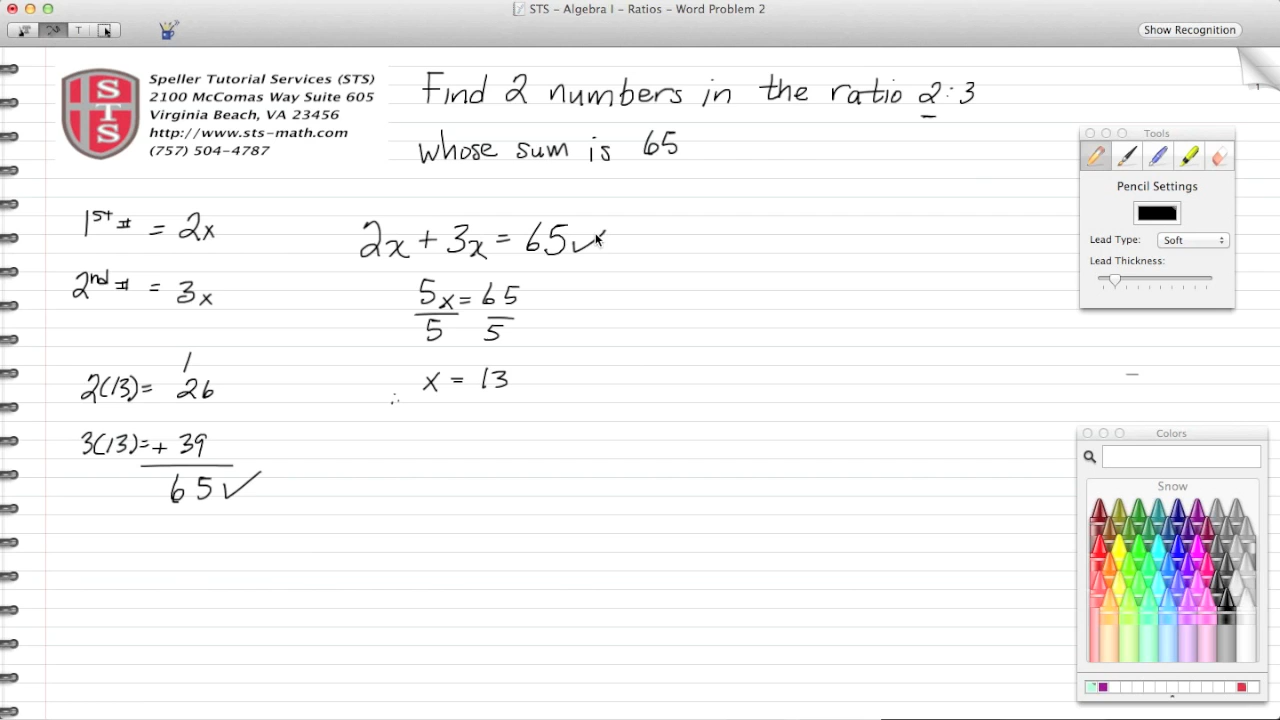 STS – Algebra I – Ratios – Word Problem 2
T
Show Recognition
STS
Speller Tutorial Services (STS)
2100 McComas Way Suite 605
Virginia Beach, VA 23456
http://www.sts-math.com
(757) 504-4787
Find 2 numbers in the ratio 2:3
whose sum is 65
1
1st # = 2x
2nd # = 3x
2x + 3x = 65 ✓
5x = 65
5 5
∴ x = 13
1
2(13) = 26
3(13) = + 39
65 ✓
Tools
Pencil Settings
Lead Type: Soft
Lead Thickness:
Colors
Snow